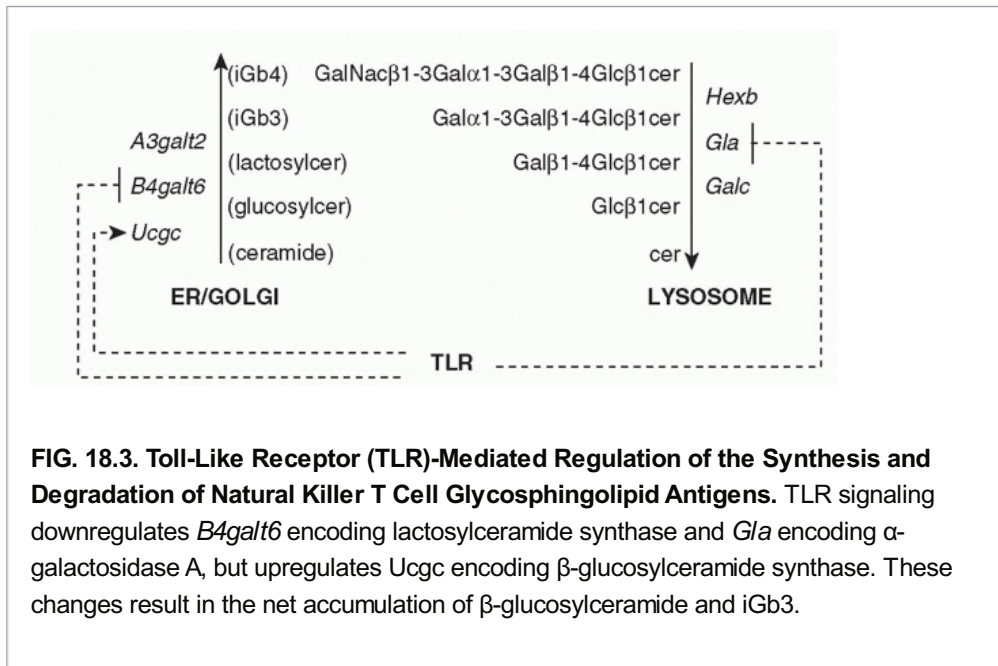 (iGb4) GalNacβ1-3Galα1-3Galβ1-4Glcβ1cer
Hexb
(iGb3) Galα1-3Galβ1-4Glcβ1cer
A3galt2
Gla
(lactosylcer) Galβ1-4Glcβ1cer
B4galt6
Galc
(glucosylcer) Glcβ1cer
Ucgc
(ceramide) cer
ER/GOLGI LYSOSOME
TLR
FIG. 18.3. Toll-Like Receptor (TLR)-Mediated Regulation of the Synthesis and
Degradation of Natural Killer T Cell Glycosphingolipid Antigens. TLR signaling
downregulates B4galt6 encoding lactosylceramide synthase and Gla encoding α-
galactosidase A, but upregulates Ucgc encoding β-glucosylceramide synthase. These
changes result in the net accumulation of β-glucosylceramide and iGb3.